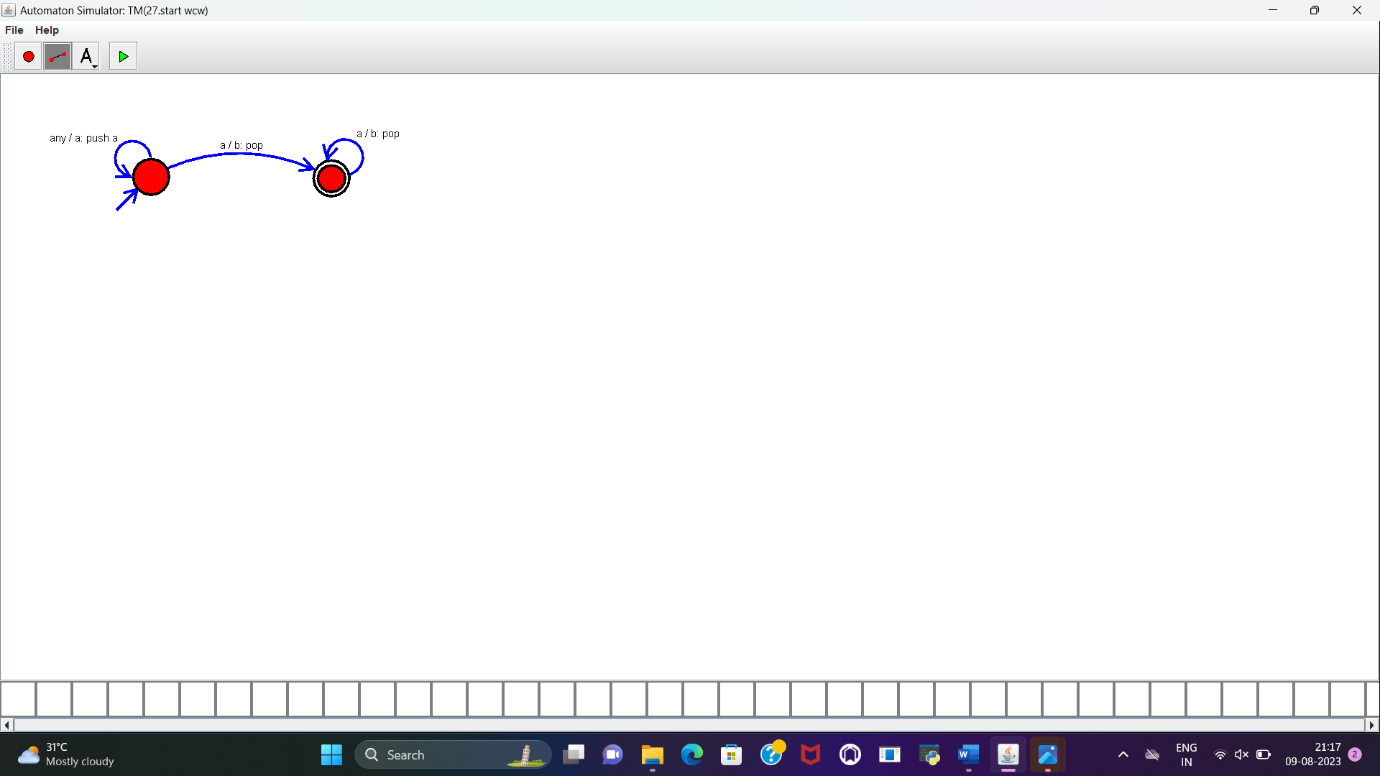 Automaton Simulator: TM(27.start wcw)
File Help
A
any / a: push a
a / b: pop
a / b: pop
31°C
Mostly cloudy
Search
W
ENG
IN
21:17
09-08-2023
2